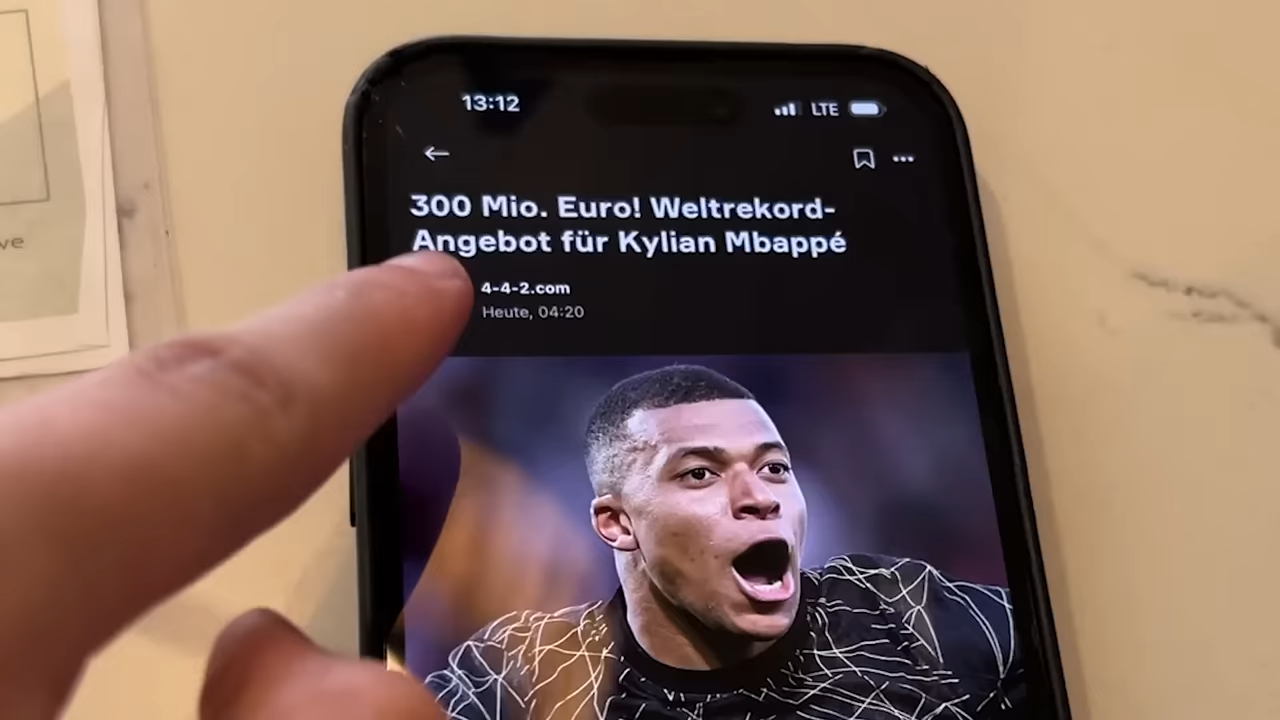 13:12
LTE
300 Mio. Euro! Weltrekord-
Angebot für Kylian Mbappé
4-4-2.com
Heute, 04:20